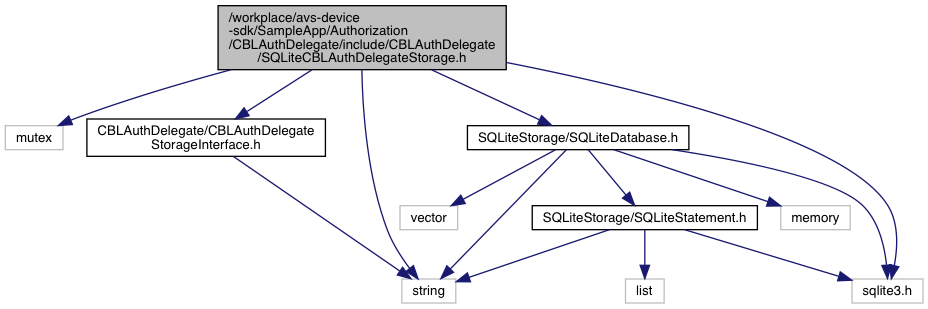 /workplace/avs-device
-sdk/SampleApp/Authorization
/CBLAuthDelegate/include/CBLAuthDelegate
/SQLiteCBLAuthDelegateStorage.h
mutex
CBLAuthDelegate/CBLAuthDelegate
StorageInterface.h
SQLiteStorage/SQLiteDatabase.h
vector
SQLiteStorage/SQLiteStatement.h
memory
string
list
sqlite3.h